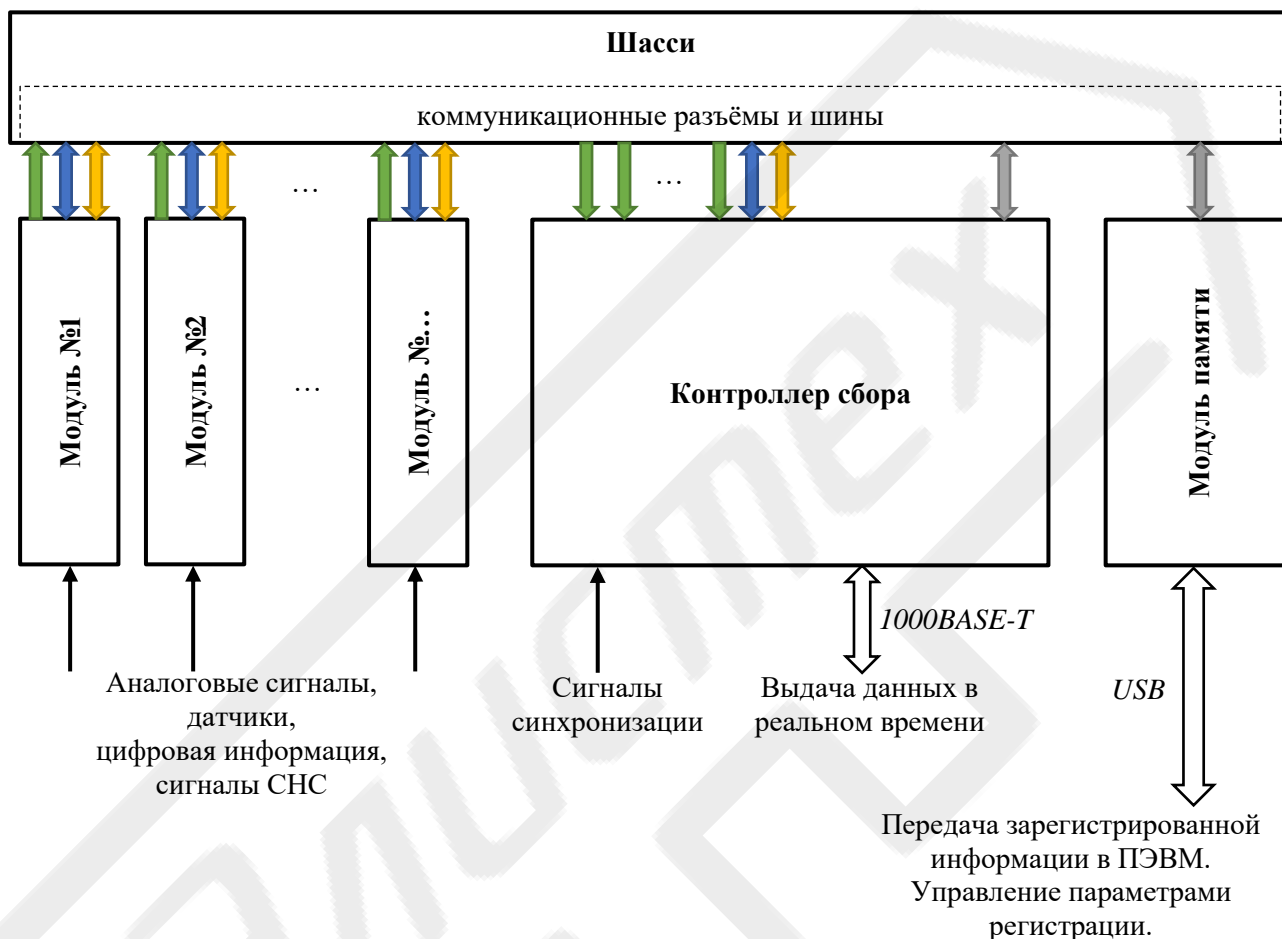 Шасси
коммуникационные разъёмы и шины
…
…
Модуль №1
Модуль №2
…
Модуль №…
Контроллер сбора
Модуль памяти
1000BASE-T
Аналоговые сигналы,
датчики,
цифровая информация,
сигналы СНС
Сигналы
синхронизации
Выдача данных в
реальном времени
USB
Передача зарегистрированной
информации в ПЭВМ.
Управление параметрами
регистрации.